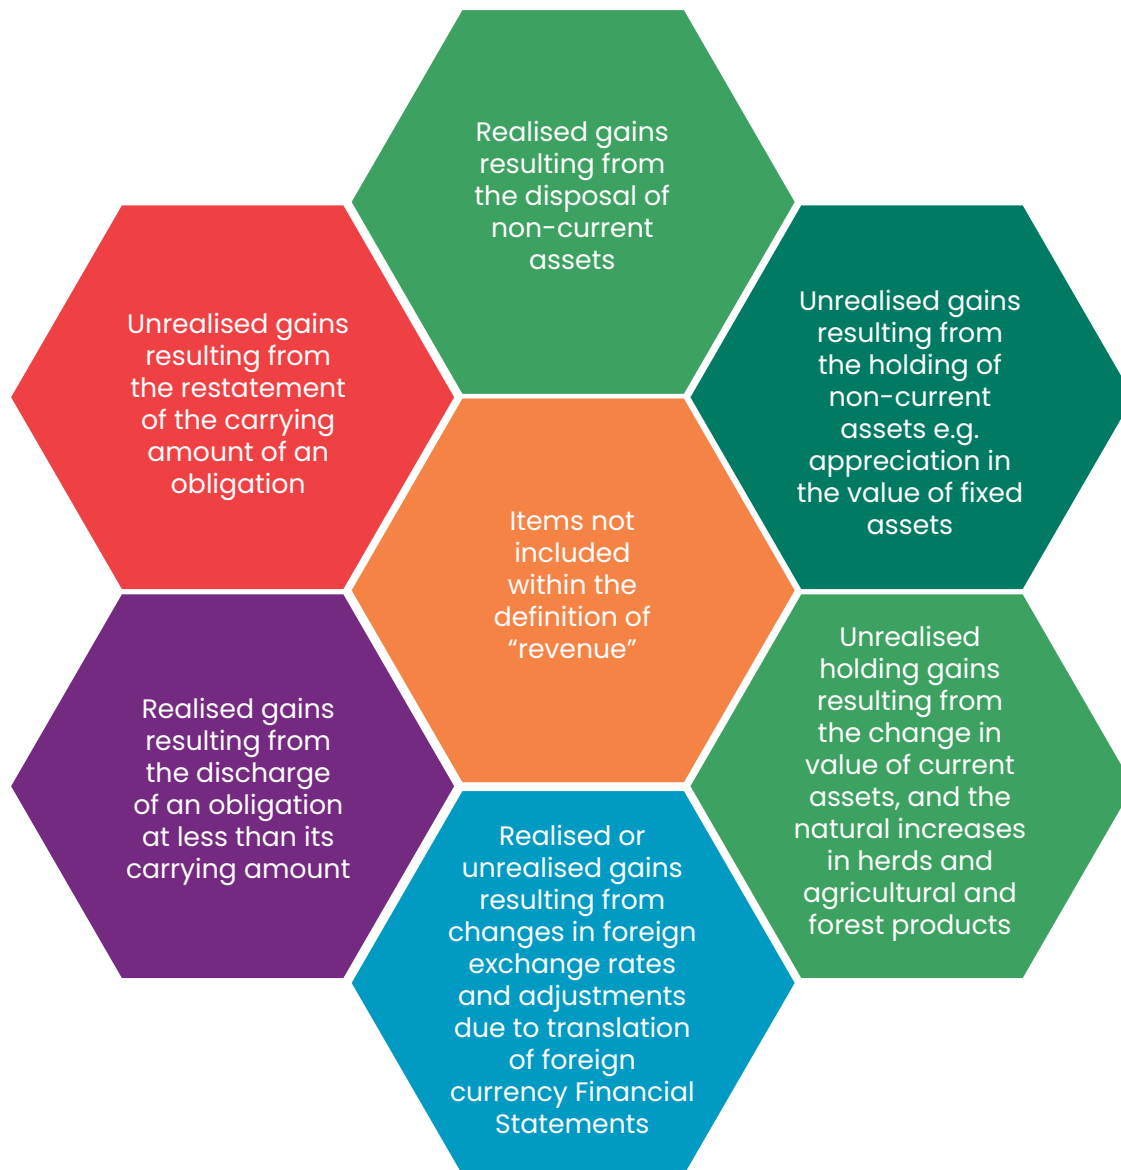 Realised gains
resulting from
the disposal of
non-current
assets
Unrealised gains
resulting from
the restatement
of the carrying
amount of an
obligation
Unrealised gains
resulting from
the holding of
non-current
assets e.g.
appreciation in
the value of fixed
assets
Items not
included
within the
definition of
“revenue”
Realised gains
resulting from
the discharge
of an obligation
at less than its
carrying amount
Unrealised
holding gains
resulting from
the change in
value of current
assets, and the
natural increases
in herds and
agricultural and
forest products
Realised or
unrealised gains
resulting from
changes in foreign
exchange rates
and adjustments
due to translation
of foreign
currency Financial
Statements